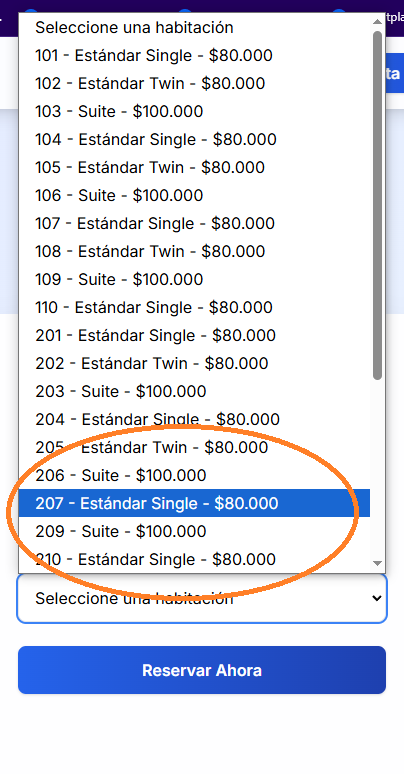 Seleccione una habitación
101 - Estándar Single - $80.000
102 - Estándar Twin - $80.000
103 - Suite - $100.000
104 - Estándar Single - $80.000
105 - Estándar Twin - $80.000
106 - Suite - $100.000
107 - Estándar Single - $80.000
108 - Estándar Twin - $80.000
109 - Suite - $100.000
110 - Estándar Single - $80.000
201 - Estándar Single - $80.000
202 - Estándar Twin - $80.000
203 - Suite - $100.000
204 - Estándar Single - $80.000
205 - Estándar Twin - $80.000
206 - Suite - $100.000
207 - Estándar Single - $80.000
209 - Suite - $100.000
210 - Estándar Single - $80.000
Seleccione una habitación
Reservar Ahora